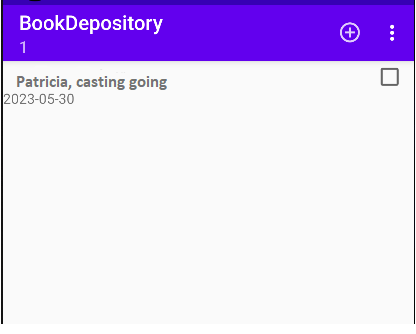 BookDepository
1
Patricia, casting going
2023-05-30